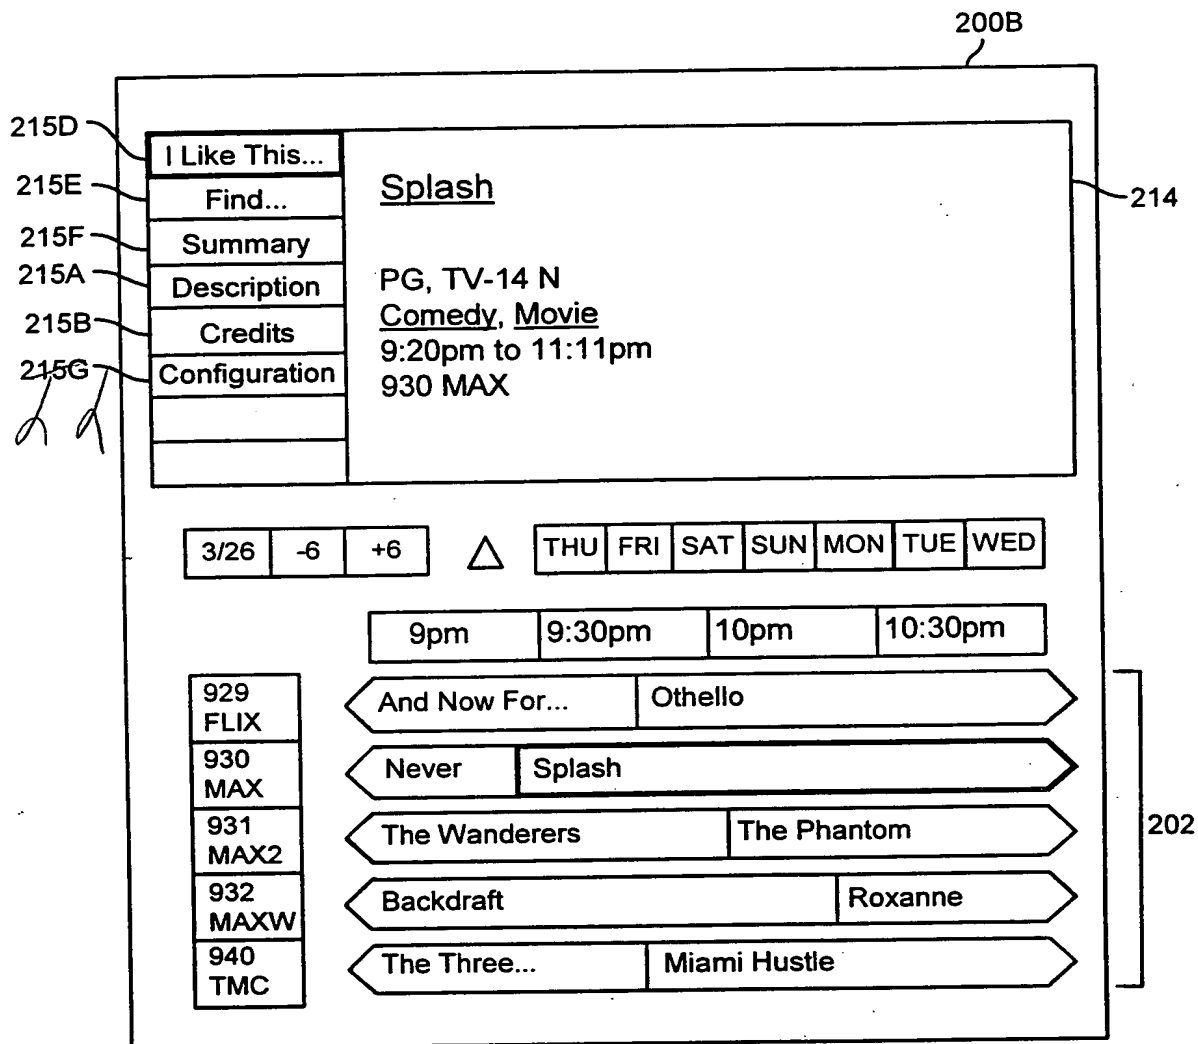 200B
215D
I Like This...
215E
Find...
Splash
214
215F
Summary
215A
Description
PG, TV-14 N
215B
Credits
Comedy, Movie
9:20pm to 11:11pm
215G
Configuration
930 MAX
3/26 -6 +6 THU FRI SAT SUN MON TUE WED
9pm 9:30pm 10pm 10:30pm
929
FLIX
And Now For... Othello
930
MAX
Never Splash
931
MAX2
The Wanderers The Phantom
202
932
MAXW
Backdraft Roxanne
940
TMC
The Three... Miami Hustle